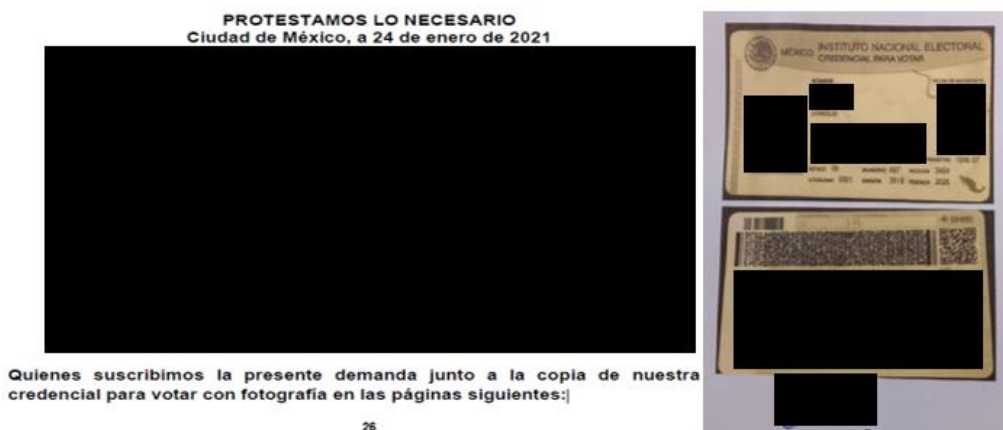 PROTESTAMOS LO NECESARIO
Ciudad de México, a 24 de enero de 2021
Quienes suscribimos la presente demanda junto a la copia de nuestra
credencial para votar con fotografía en las páginas siguientes:
26
MÉXICO INSTITUTO NACIONAL ELECTORAL
CREDENCIAL PARA VOTAR
NOMBRE
DOMICILIO